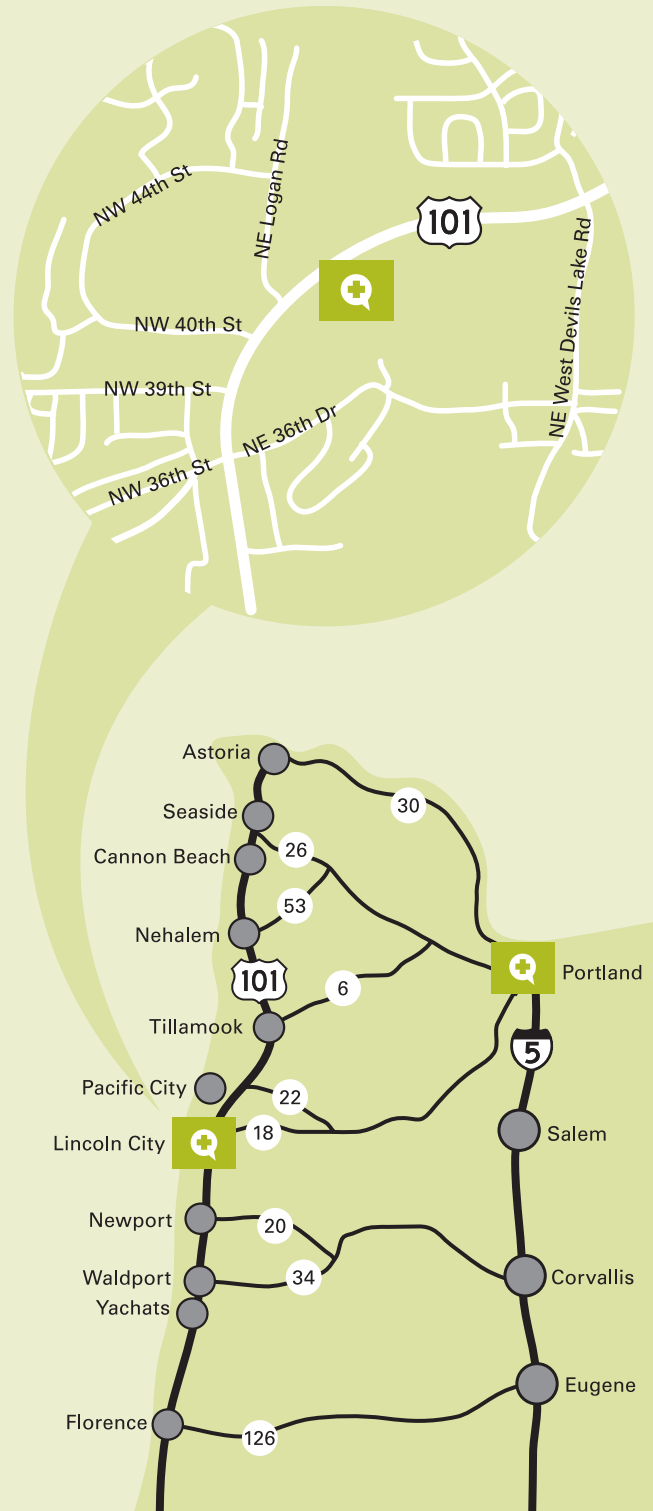 NW 44th St
NE Logan Rd
101
NE West Devils Lake Rd
NW 40th St
NW 39th St
NE 36th Dr
NW 36th St
Astoria
30
Seaside
26
Cannon Beach
53
Nehalem
101
Portland
6
Tillamook
5
Pacific City
22
18
Lincoln City
Salem
Newport
20
Waldport
34
Corvallis
Yachats
Eugene
Florence
126